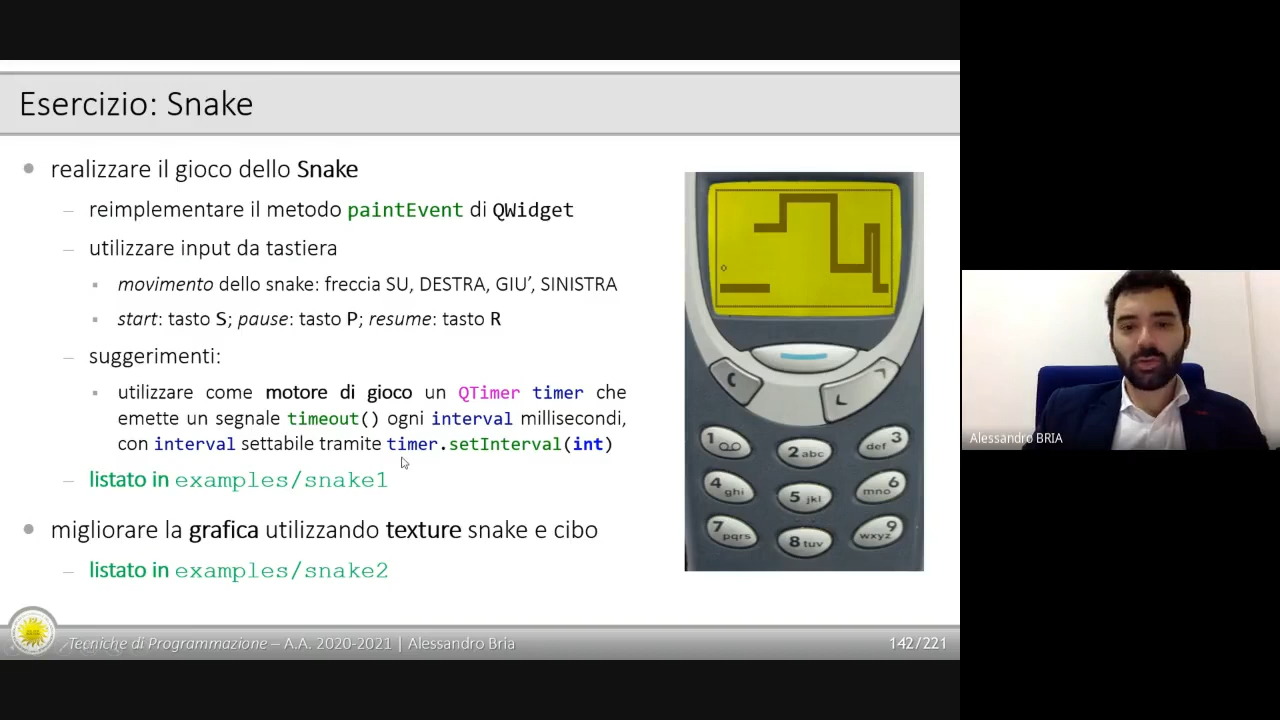 Esercizio: Snake
realizzare il gioco dello Snake
– reimplementare il metodo paintEvent di QWidget
– utilizzare input da tastiera
movimento dello snake: freccia SU, DESTRA, GIU’, SINISTRA
start: tasto S; pause: tasto P; resume: tasto R
– suggerimenti:
utilizzare come motore di gioco un QTimer timer che
emette un segnale timeout() ogni interval millisecondi,
con interval settabile tramite timer.setInterval(int)
– listato in examples/snake1
migliorare la grafica utilizzando texture snake e cibo
– listato in examples/snake2
1
2 abc
def 3
4 ghi
5 jkl
mno 6
7 pqrs
8 tuv
wxyz 9
Tecniche di Programmazione – A.A. 2020-2021 | Alessandro Bria
142/221
Alessandro BRIA